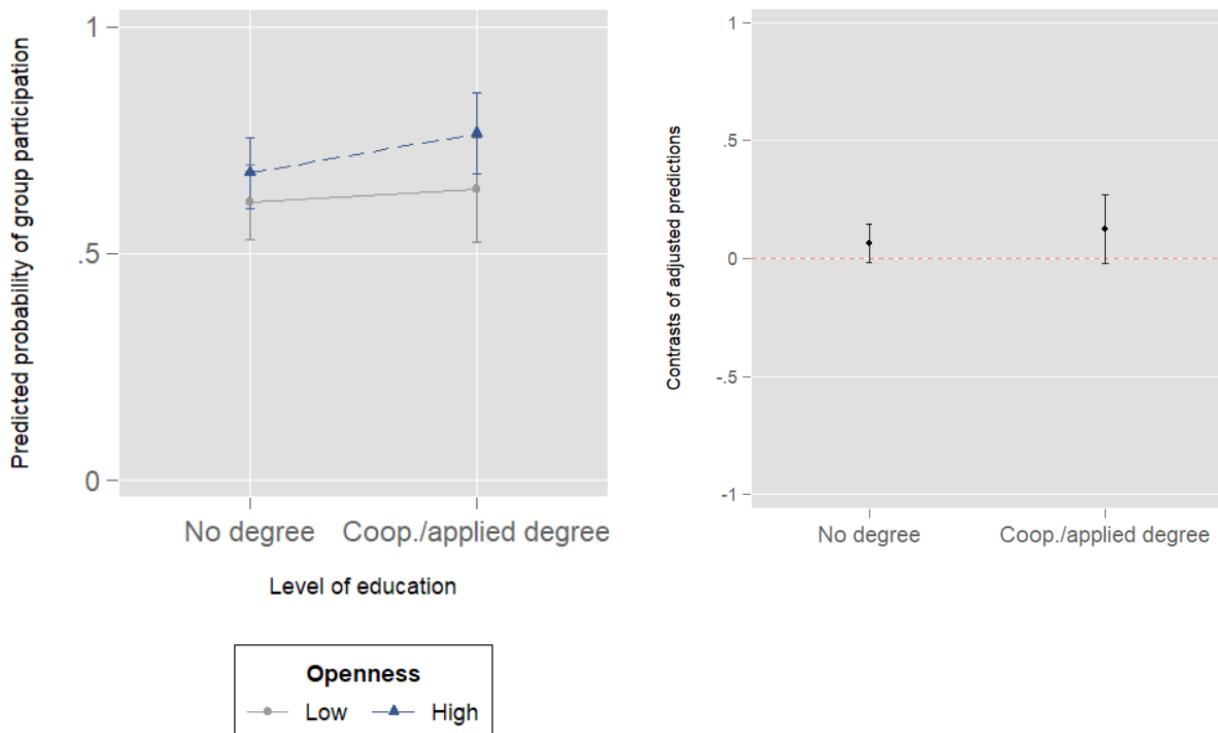 Predicted probability of group participation
1
.5
0
No degree
Coop./applied degree
Level of education
Openness
Low
High
Contrasts of adjusted predictions
1
.5
0
-.5
-1
No degree
Coop./applied degree